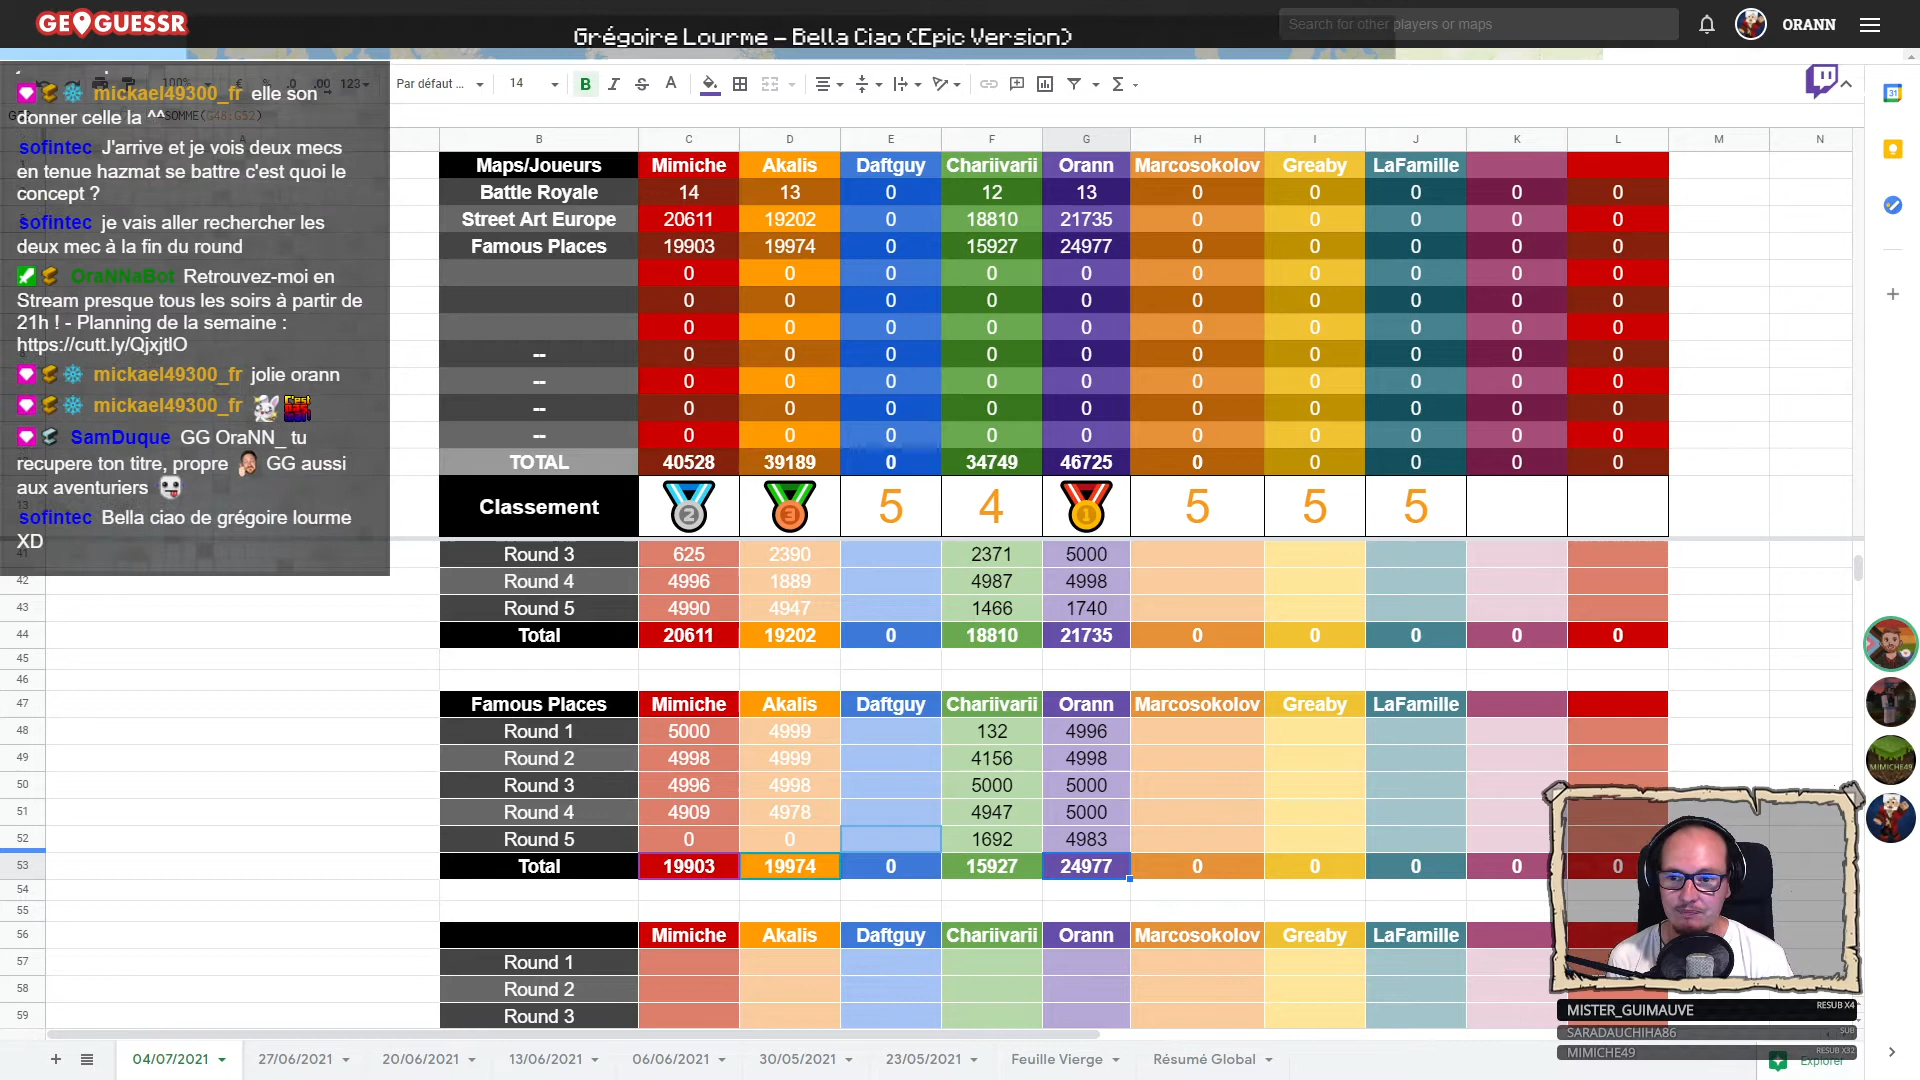 GEOGUESSR
Grégoire Lourme – Bella Ciao (Epic Version)
Search for other players or maps
ORANN
100%
€ % .0 .00 123
Par défaut ...
14
B I S A
Σ
31
SOMME(G48:G52)
mickael49300_fr elle son
donner celle la ^^
sofintec J'arrive et je vois deux mecs
en tenue hazmat se battre c'est quoi le
concept ?
sofintec je vais aller rechercher les
deux mec à la fin du round
OraNNaBot Retrouvez-moi en
Stream presque tous les soirs à partir de
21h ! - Planning de la semaine :
https://cutt.ly/QjxjtlO
mickael49300_fr jolie orann
mickael49300_fr
SamDuque GG OraNN_ tu
recupere ton titre, propre GG aussi
aux aventuriers
sofintec Bella ciao de grégoire lourme
XD
B C D E F G H I J K L M N
Maps/Joueurs Mimiche Akalis Daftguy Chariivarii Orann Marcosokolov Greaby LaFamille
Battle Royale 14 13 0 12 13 0 0 0 0 0
Street Art Europe 20611 19202 0 18810 21735 0 0 0 0 0
Famous Places 19903 19974 0 15927 24977 0 0 0 0 0
0 0 0 0 0 0 0 0 0 0
0 0 0 0 0 0 0 0 0 0
0 0 0 0 0 0 0 0 0 0
-- 0 0 0 0 0 0 0 0 0 0
-- 0 0 0 0 0 0 0 0 0 0
-- 0 0 0 0 0 0 0 0 0 0
-- 0 0 0 0 0 0 0 0 0 0
TOTAL 40528 39189 0 34749 46725 0 0 0 0 0
13 Classement 2 3 5 4 1 5 5 5
41 Round 3 625 2390 2371 5000
42 Round 4 4996 1889 4987 4998
43 Round 5 4990 4947 1466 1740
44 Total 20611 19202 0 18810 21735 0 0 0 0 0
45
46
47 Famous Places Mimiche Akalis Daftguy Chariivarii Orann Marcosokolov Greaby LaFamille
48 Round 1 5000 4999 132 4996
49 Round 2 4998 4999 4156 4998
50 Round 3 4996 4998 5000 5000
51 Round 4 4909 4978 4947 5000
52 Round 5 0 0 1692 4983
53 Total 19903 19974 0 15927 24977 0 0 0 0 0
54
55
56 Mimiche Akalis Daftguy Chariivarii Orann Marcosokolov Greaby LaFamille
57 Round 1
58 Round 2
59 Round 3
MIMICHE49
MISTER_GUIMAUVE RESUB X4
SARADAUCHIHA86 SUB
MIMICHE49 RESUB X32
04/07/2021 27/06/2021 20/06/2021 13/06/2021 06/06/2021 30/05/2021 23/05/2021 Feuille Vierge Résumé Global
Explorer